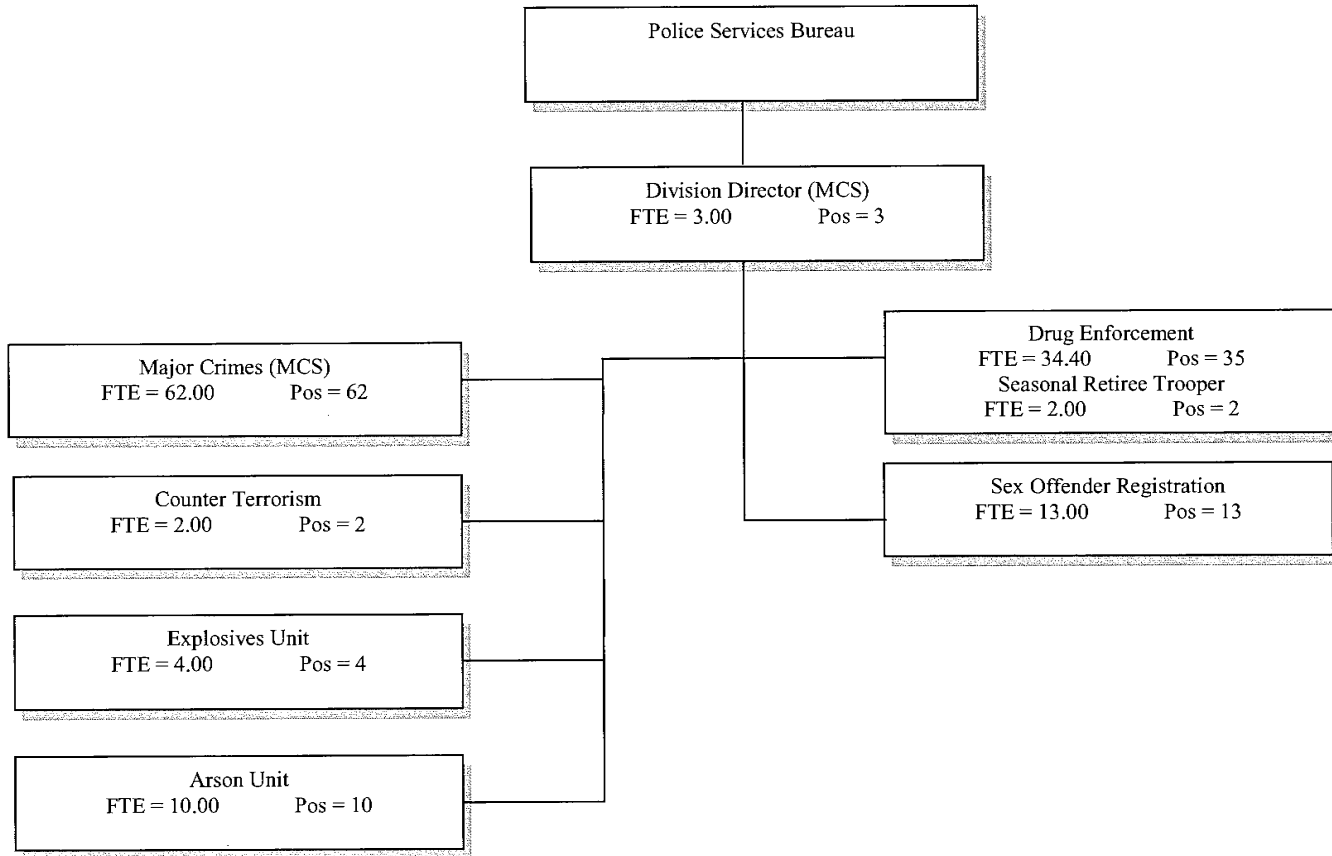 Police Services Bureau
Division Director (MCS)
FTE = 3.00 Pos = 3
Major Crimes (MCS)
FTE = 62.00 Pos = 62
Counter Terrorism
FTE = 2.00 Pos = 2
Explosives Unit
FTE = 4.00 Pos = 4
Arson Unit
FTE = 10.00 Pos = 10
Drug Enforcement
FTE = 34.40 Pos = 35
Seasonal Retiree Trooper
FTE = 2.00 Pos = 2
Sex Offender Registration
FTE = 13.00 Pos = 13